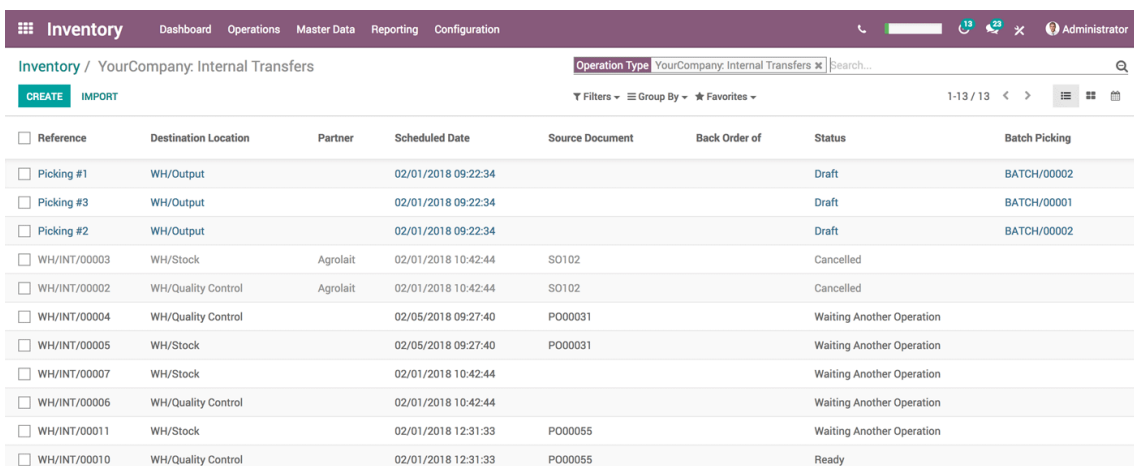 Inventory Dashboard Operations Master Data Reporting Configuration 13 23 Administrator
Inventory / YourCompany: Internal Transfers Operation Type YourCompany: Internal Transfers × Search...
CREATE IMPORT Filters Group By Favorites 1-13 / 13
Reference Destination Location Partner Scheduled Date Source Document Back Order of Status Batch Picking
Picking #1 WH/Output 02/01/2018 09:22:34 Draft BATCH/00002
Picking #3 WH/Output 02/01/2018 09:22:34 Draft BATCH/00001
Picking #2 WH/Output 02/01/2018 09:22:34 Draft BATCH/00002
WH/INT/00003 WH/Stock Agrolait 02/01/2018 10:42:44 SO102 Cancelled
WH/INT/00002 WH/Quality Control Agrolait 02/01/2018 10:42:44 SO102 Cancelled
WH/INT/00004 WH/Quality Control 02/05/2018 09:27:40 PO00031 Waiting Another Operation
WH/INT/00005 WH/Stock 02/05/2018 09:27:40 PO00031 Waiting Another Operation
WH/INT/00007 WH/Stock 02/01/2018 10:42:44 Waiting Another Operation
WH/INT/00006 WH/Quality Control 02/01/2018 10:42:44 Waiting Another Operation
WH/INT/00011 WH/Stock 02/01/2018 12:31:33 PO00055 Waiting Another Operation
WH/INT/00010 WH/Quality Control 02/01/2018 12:31:33 PO00055 Ready